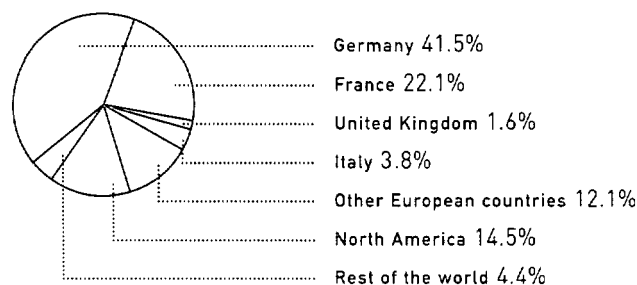 Germany 41.5%
France 22.1%
United Kingdom 1.6%
Italy 3.8%
Other European countries 12.1%
North America 14.5%
Rest of the world 4.4%